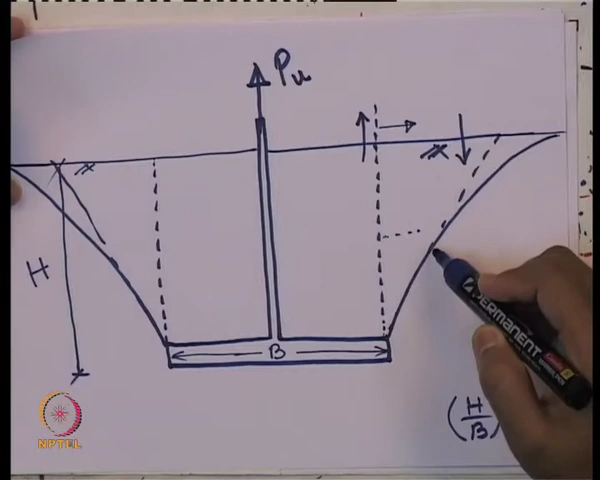 Pu
H
B
(H/B)
NPTEL
PERMANENT